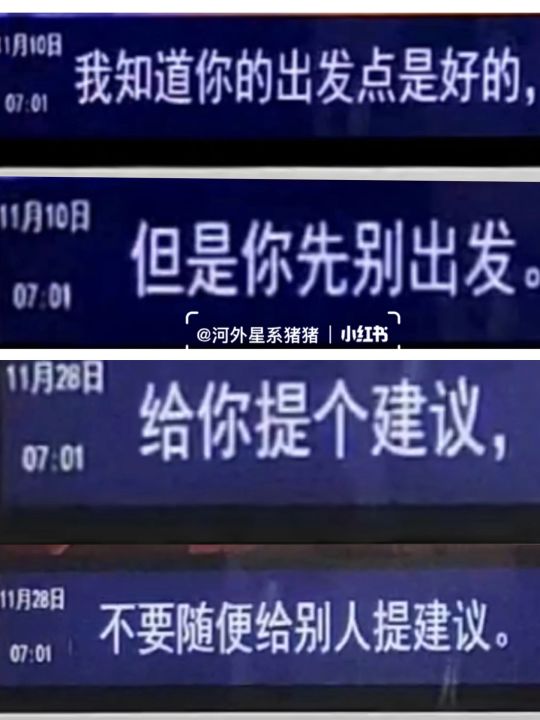 11月10日
我知道你的出发点是好的，
07:01
11月10日
但是你先别出发。
07:01
@河外星系猪猪 | 小红书
11月28日
给你提个建议，
07:01
11月28日
不要随便给别人提建议。
07:01